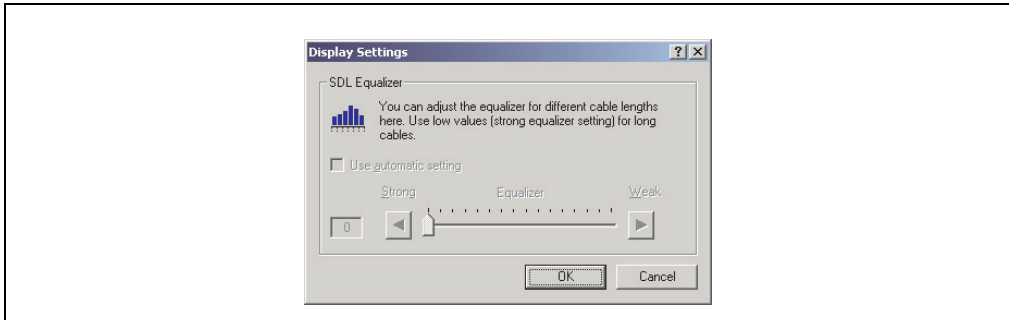 Display Settings
SDL Equalizer
You can adjust the equalizer for different cable lengths
here. Use low values (strong equalizer setting) for long
cables.
Use automatic setting
Strong Equalizer Weak
0
OK Cancel